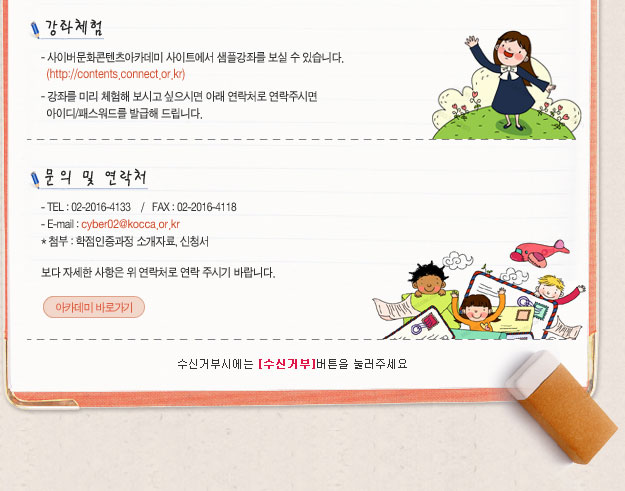 강좌체험
- 사이버문화콘텐츠아카데미 사이트에서 샘플강좌를 보실 수 있습니다.
(http://contents.connect.or.kr)
- 강좌를 미리 체험해 보시고 싶으시면 아래 연락처로 연락주시면
아이디/패스워드를 발급해 드립니다.
문의 및 연락처
- TEL : 02-2016-4133 / FAX : 02-2016-4118
- E-mail : cyber02@kocca.or.kr
* 첨부 : 학점인증과정 소개자료, 신청서
보다 자세한 사항은 위 연락처로 연락 주시기 바랍니다.
아카데미 바로가기
수신거부시에는 [수신거부]버튼을 눌러주세요